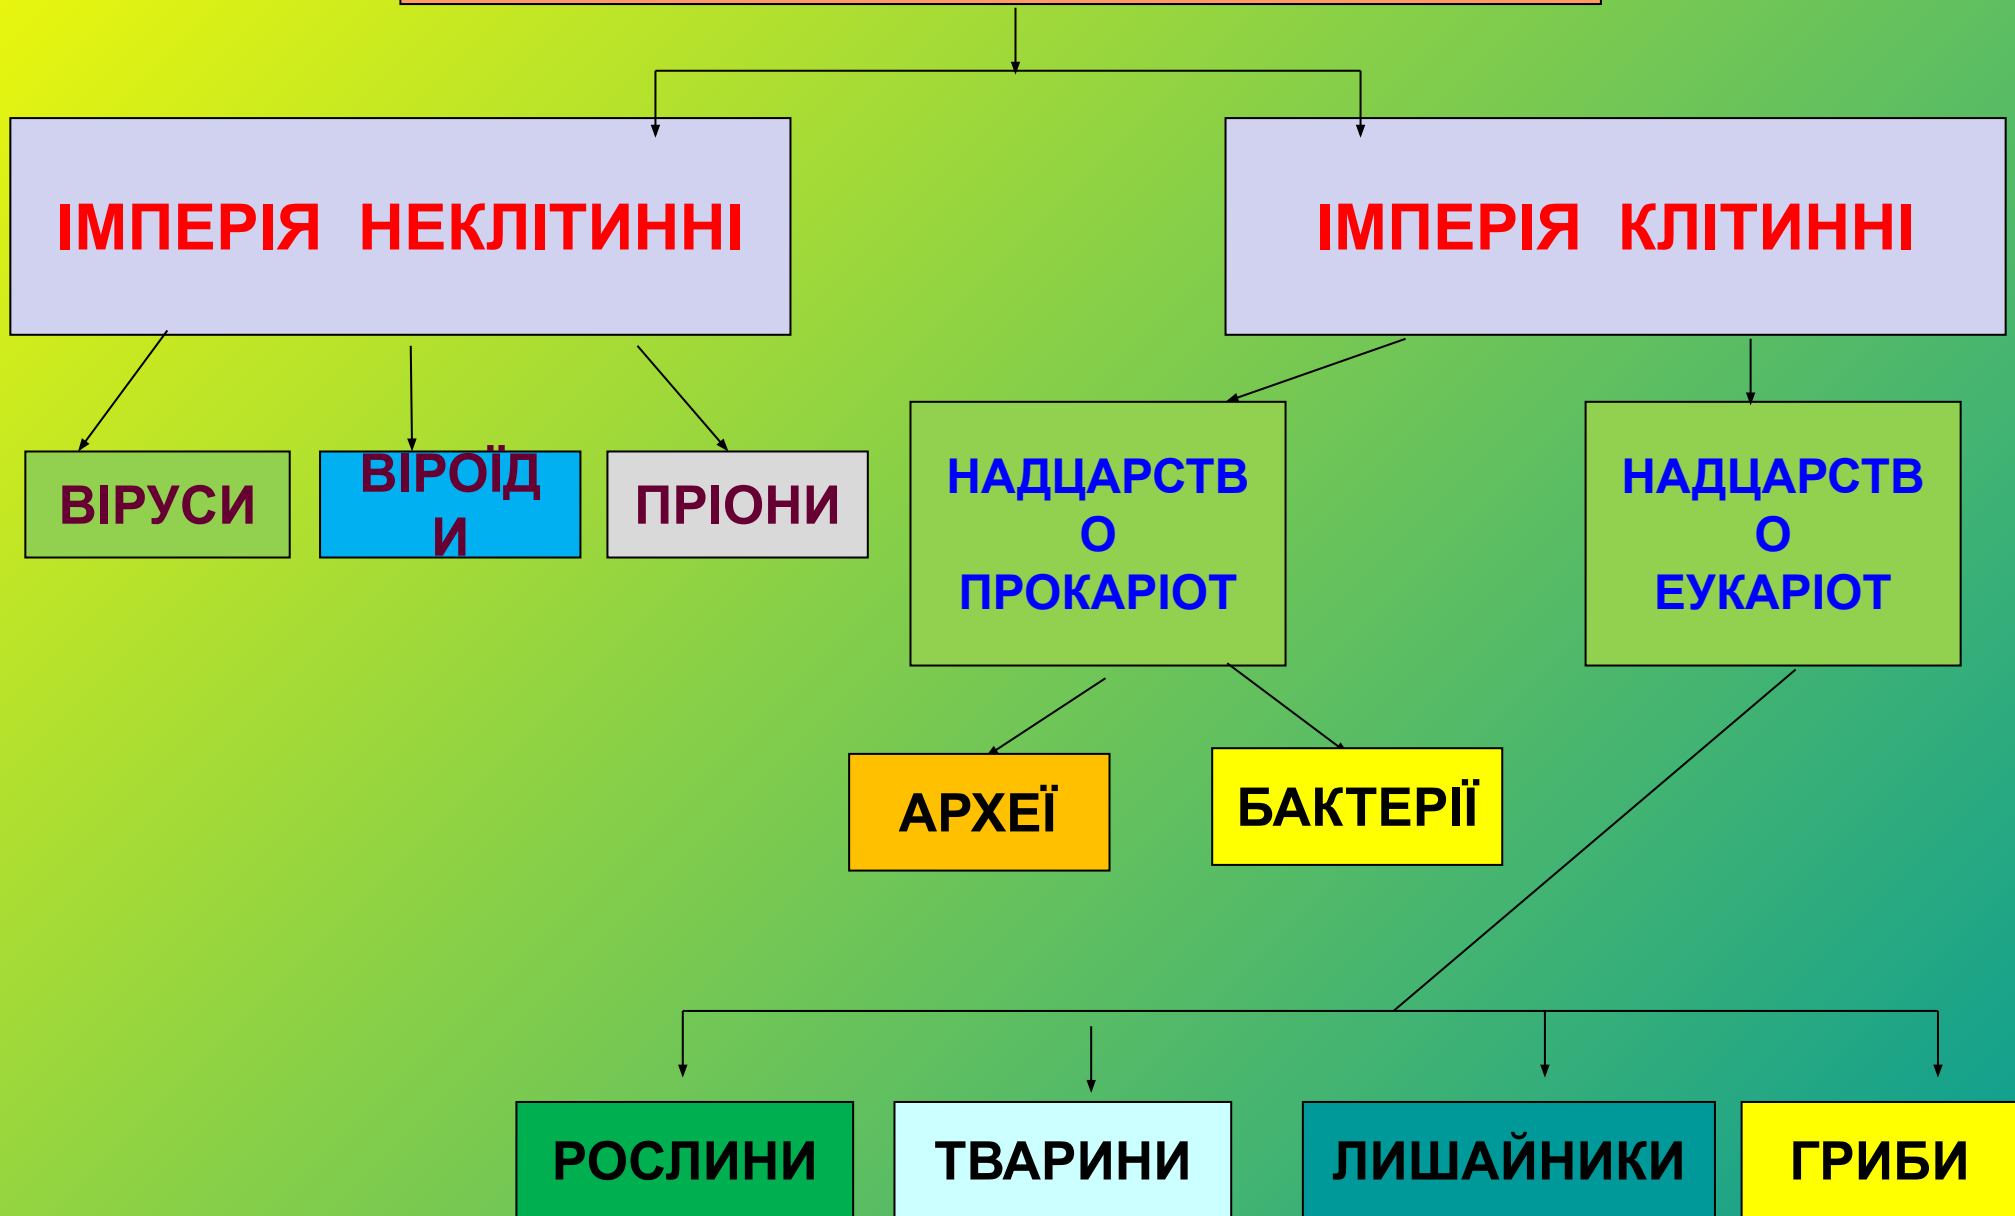 ІМПЕРІЯ НЕКЛІТИННІ
ІМПЕРІЯ КЛІТИННІ
ВІРУСИ
ВІРОЇД
И
ПРІОНИ
НАДЦАРСТВ
О
ПРОКАРІОТ
НАДЦАРСТВ
О
ЕУКАРІОТ
АРХЕЇ
БАКТЕРІЇ
РОСЛИНИ
ТВАРИНИ
ЛИШАЙНИКИ
ГРИБИ